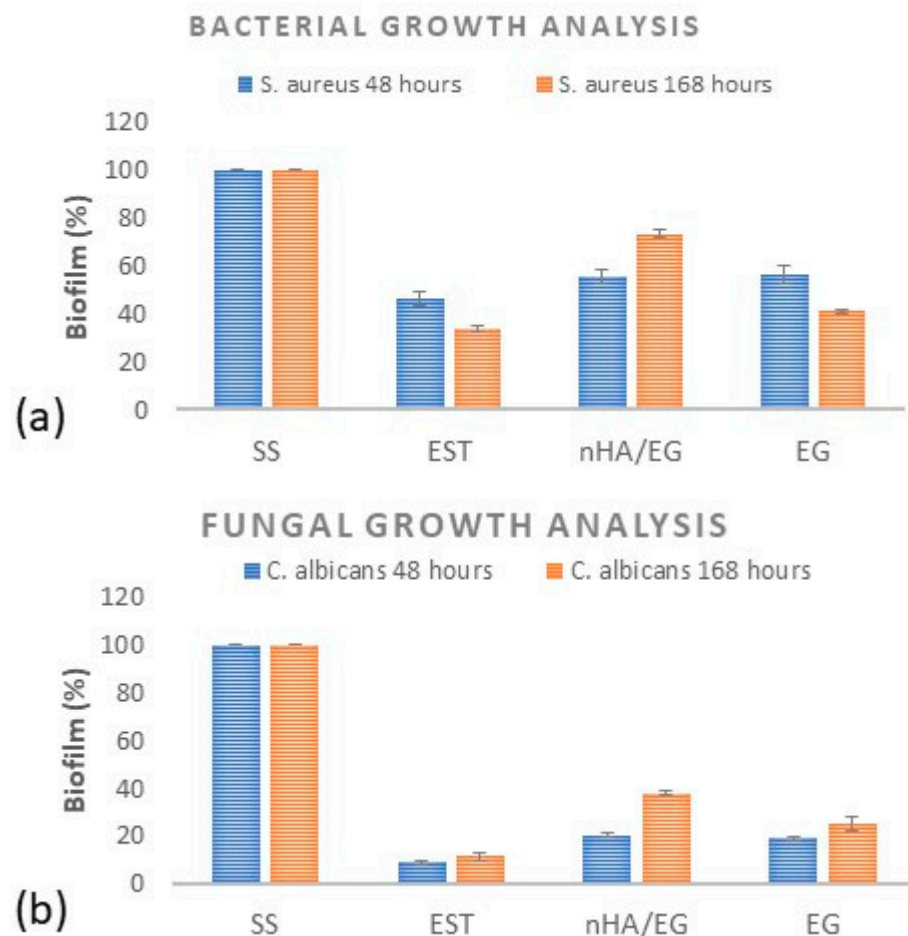 BACTERIAL GROWTH ANALYSIS
S. aureus 48 hours S. aureus 168 hours
120
100
80
60
40
20
0
Biofilm (%)
(a)
SS EST nHA/EG EG
FUNGAL GROWTH ANALYSIS
C. albicans 48 hours C. albicans 168 hours
120
100
80
60
40
20
0
Biofilm (%)
(b)
SS EST nHA/EG EG